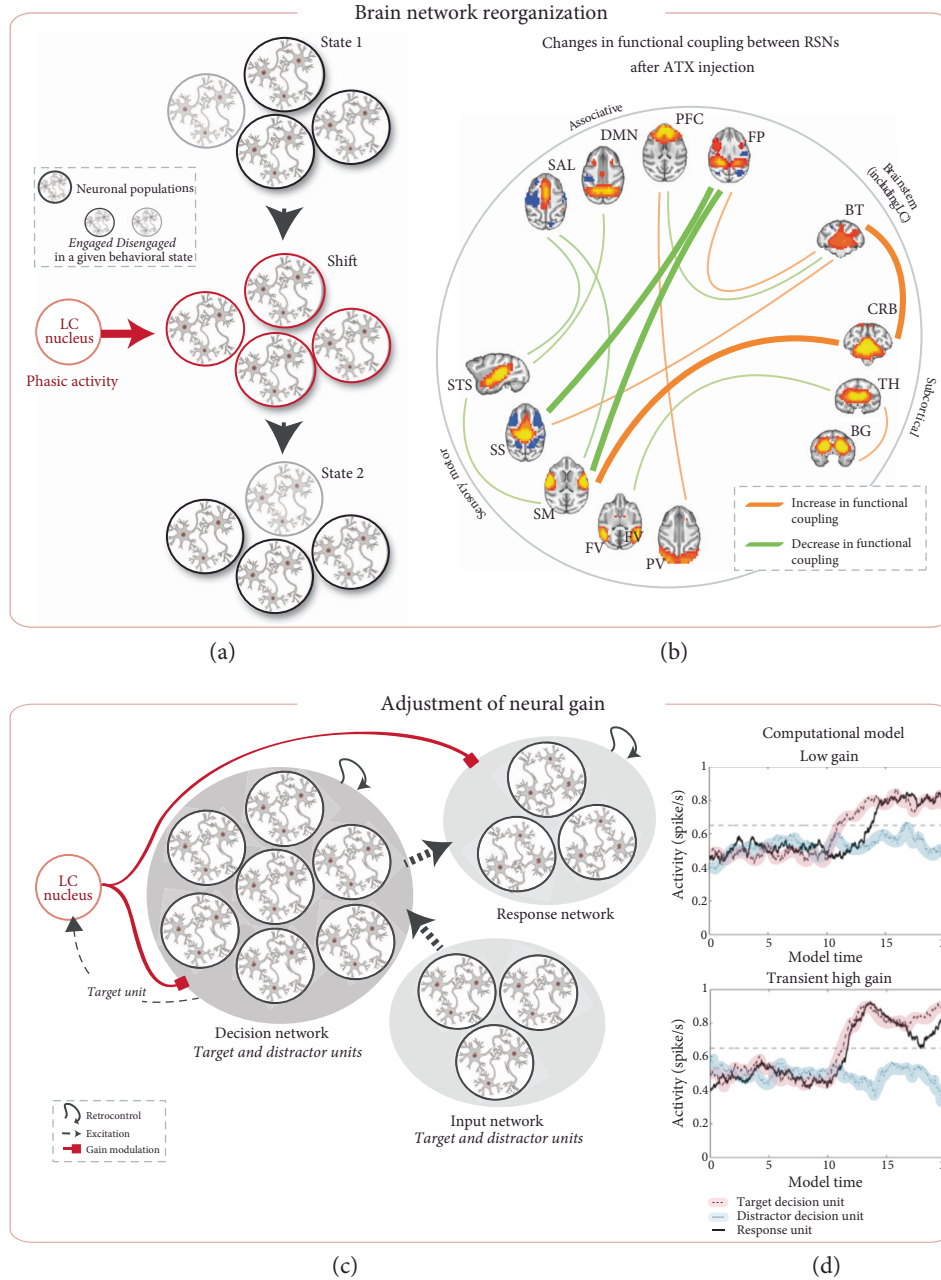 Brain network reorganization
State 1
Neuronal populations
Engaged Disengaged
in a given behavioral state
Shift
LC
nucleus
Phasic activity
State 2
(a)
Changes in functional coupling between RSNs
after ATX injection
Associative
SAL
DMN
PFC
FP
Brainstem
(including LC)
BT
CRB
TH
BG
Subcortical
STS
SS
SM
FV
FV
PV
Sensory motor
Increase in functional
coupling
Decrease in functional
coupling
(b)
Adjustment of neural gain
LC
nucleus
Target unit
Decision network
Target and distractor units
Response network
Input network
Target and distractor units
Retrocontrol
Excitation
Gain modulation
(c)
Computational model
Low gain
Activity (spike/s)
1
0.8
0.6
0.4
0
0 5 10 15 2
Model time
Transient high gain
Activity (spike/s)
1
0.8
0.6
0.4
0
0 5 10 15 2
Model time
Target decision unit
Distractor decision unit
Response unit
(d)